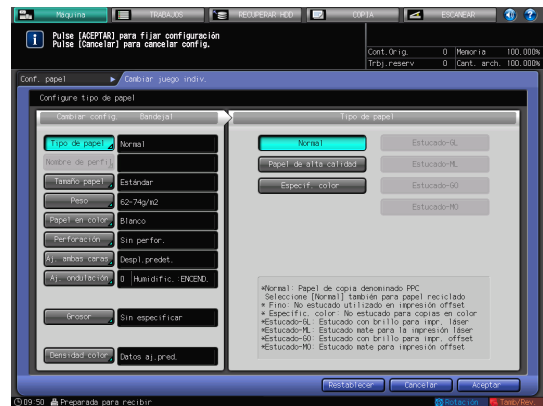 Máquina
TRABAJOS
RECUPERAR HDD
COPIA
ESCANEAR
Pulse [ACEPTAR] para fijar configuración
Pulse [Cancelar] para cancelar config.
Cont.Orig. 0 Memoria 100.000%
Trbj.reserv 0 Cant. arch. 100.000%
Conf. papel
Cambiar juego indiv.
Configure tipo de papel
Cambiar config. Bandeja1
Tipo de papel
Tipo de papel Normal
Nombre de perfil
Tamaño papel Estándar
Peso 62-74g/m2
Papel en color Blanco
Perforación Sin perfor.
Aj. ambas caras Despl.predet.
Aj. ondulación 0 Humidific. :ENCEND.
Grosor Sin especificar
Densidad color Datos aj.pred.
Normal Estucado-GL
Papel de alta calidad Estucado-ML
Especif. color Estucado-GO
Estucado-MO
*Normal: Papel de copia denominado PPC
Seleccione [Normal] también para papel reciclado
* Fino: No estucado utilizado en impresión offset
* Especific. color: No estucado para copias en color
*Estucado-GL: Estucado con brillo para impr. láser
*Estucado-ML: Estucado mate para la impresión láser
*Estucado-GO: Estucado con brillo para impr. offset
*Estucado-MO: Estucado mate para impresión offset
Restablecer
Cancelar
Aceptar
09:50 Preparada para recibir
Rotación
Tamb/Rev.